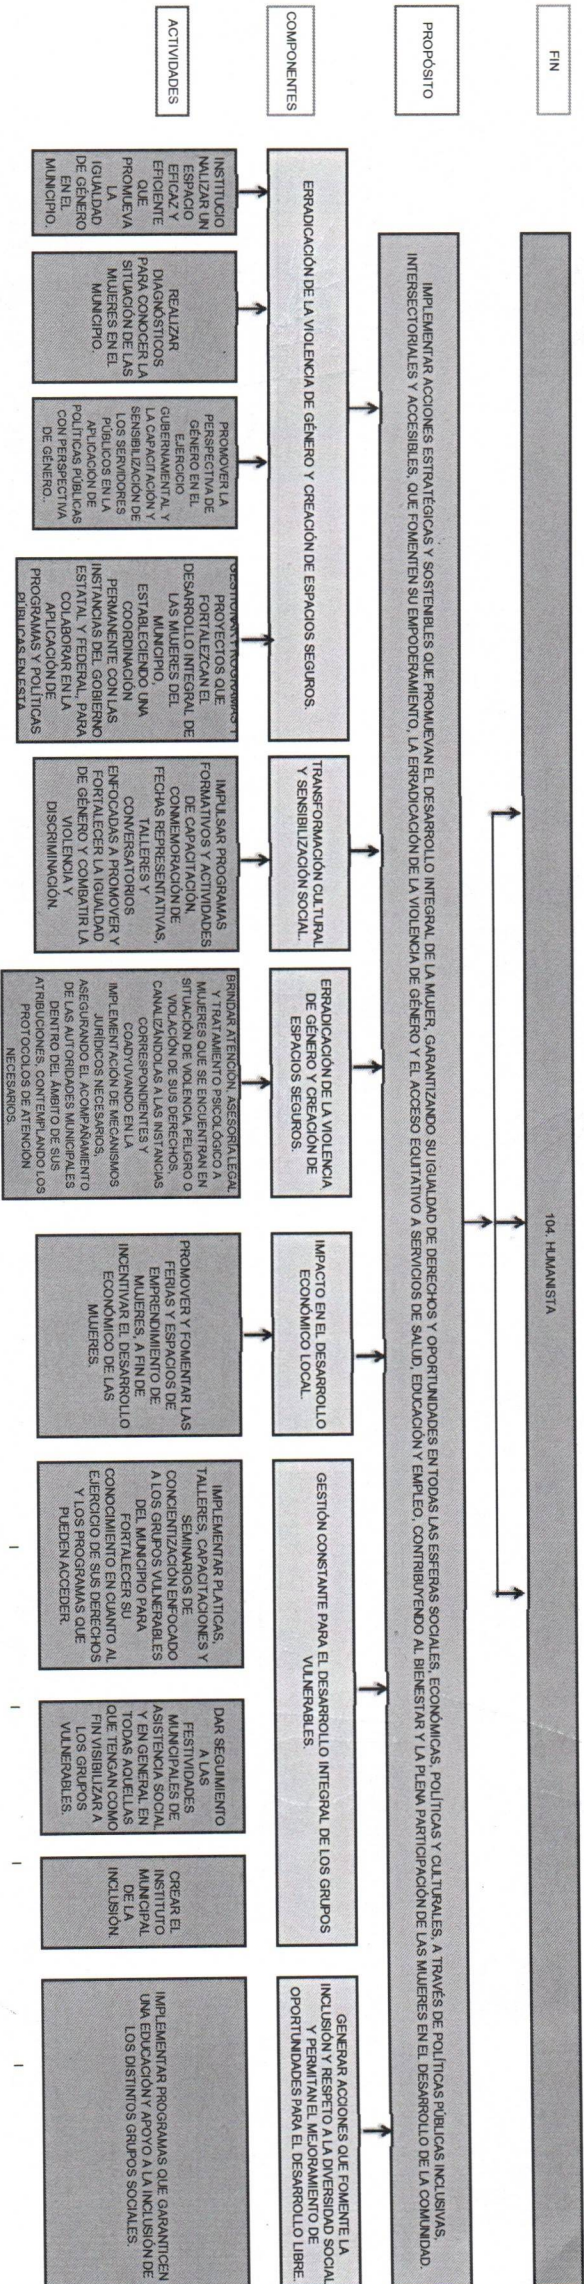 FIN
104. HUMANISTA
PROPÓSITO
IMPLEMENTAR ACCIONES ESTRATÉGICAS Y SOSTENIBLES QUE PROMUEVAN EL DESARROLLO INTEGRAL DE LA MUJER, GARANTIZANDO SU IGUALDAD DE DERECHOS Y OPORTUNIDADES EN TODAS LAS ESFERAS SOCIALES, ECONÓMICAS, POLÍTICAS Y CULTURALES, A TRAVÉS DE POLÍTICAS PÚBLICAS INCLUSIVAS,
INTERSECTORIALES Y ACCESIBLES, QUE FOMENTEN SU EMPODERAMIENTO, LA ERRADICACIÓN DE LA VIOLENCIA DE GÉNERO Y EL ACCESO EQUITATIVO A SERVICIOS DE SALUD, EDUCACIÓN Y EMPLEO, CONTRIBUYENDO AL BIENESTAR Y LA PLENA PARTICIPACIÓN DE LAS MUJERES EN EL DESARROLLO DE LA COMUNIDAD.
COMPONENTES
ERRADICACIÓN DE LA VIOLENCIA DE GÉNERO Y CREACIÓN DE ESPACIOS SEGUROS.
TRANSFORMACIÓN CULTURAL
Y SENSIBILIZACIÓN SOCIAL.
ERRADICACIÓN DE LA VIOLENCIA
DE GÉNERO Y CREACIÓN DE
ESPACIOS SEGUROS.
IMPACTO EN EL DESARROLLO
ECONÓMICO LOCAL.
GESTIÓN CONSTANTE PARA EL DESARROLLO INTEGRAL DE LOS GRUPOS
VULNERABLES.
GENERAR ACCIONES QUE FOMENTE LA
INCLUSIÓN Y RESPETO A LA DIVERSIDAD SOCIAL
Y PERMITAN EL MEJORAMIENTO DE
OPORTUNIDADES PARA EL DESARROLLO LIBRE.
ACTIVIDADES
INSTITUCIO
NALIZAR UN
ESPACIO
EFICAZ Y
EFICIENTE
QUE
PROMUEVA
LA
IGUALDAD
DE GÉNERO
EN EL
MUNICIPIO.
REALIZAR
DIAGNÓSTICOS
PARA CONOCER LA
SITUACIÓN DE LAS
MUJERES EN EL
MUNICIPIO.
PROMOVER LA
PERSPECTIVA DE
GÉNERO EN EL
EJERCICIO
GUBERNAMENTAL Y
LA CAPACITACIÓN Y
SENSIBILIZACIÓN DE
LOS SERVIDORES
PÚBLICOS EN LA
APLICACIÓN DE
POLÍTICAS PÚBLICAS
CON PERSPECTIVA
DE GÉNERO.
GESTIONAR PROGRAMAS Y
PROYECTOS QUE
FORTALEZCAN EL
DESARROLLO INTEGRAL DE
LAS MUJERES DEL
MUNICIPIO,
ESTABLECIENDO UNA
COORDINACIÓN
PERMANENTE CON LAS
INSTANCIAS DEL GOBIERNO
ESTATAL Y FEDERAL, PARA
COLABORAR EN LA
APLICACIÓN DE
PROGRAMAS Y POLÍTICAS
PÚBLICAS EN ESTA
IMPULSAR PROGRAMAS
FORMATIVOS Y ACTIVIDADES
DE CAPACITACIÓN,
CONMEMORACIÓN DE
FECHAS REPRESENTATIVAS,
TALLERES Y
CONVERSATORIOS
ENFOCADAS A PROMOVER Y
FORTALECER LA IGUALDAD
DE GÉNERO Y COMBATIR LA
VIOLENCIA Y
DISCRIMINACIÓN.
BRINDAR ATENCION, ASESORÍA LEGAL
Y TRATAMIENTO PSICOLÓGICO A
MUJERES QUE SE ENCUENTRAN EN
SITUACIÓN DE VIOLENCIA, PELIGRO O
VIOLACIÓN DE SUS DERECHOS,
CANALIZÁNDOLAS A LAS INSTANCIAS
CORRESPONDIENTES Y
COADYUVANDO EN LA
IMPLEMENTACIÓN DE MECANISMOS
JURÍDICOS NECESARIOS,
ASEGURANDO EL ACOMPAÑAMIENTO
DE LAS AUTORIDADES MUNICIPALES
DENTRO DEL ÁMBITO DE SUS
ATRIBUCIONES, CONTEMPLANDO LOS
PROTOCOLOS DE ATENCIÓN
NECESARIOS.
PROMOVER Y FOMENTAR LAS
FERIAS Y ESPACIOS DE
EMPRENDIMIENTO DE
MUJERES, A FIN DE
INCENTIVAR EL DESARROLLO
ECONÓMICO DE LAS
MUJERES.
IMPLEMENTAR PLATICAS,
TALLERES, CAPACITACIONES Y
SEMINARIOS DE
CONCIENTIZACIÓN ENFOCADO
A LOS GRUPOS VULNERABLES
DEL MUNICIPIO PARA
FORTALECER SU
CONOCIMIENTO EN CUANTO AL
EJERCICIO DE SUS DERECHOS
Y LOS PROGRAMAS QUE
PUEDEN ACCEDER.
DAR SEGUIMIENTO
A LAS
FESTIVIDADES
MUNICIPALES DE
ASISTENCIA SOCIAL
Y EN GENERAL EN
TODAS AQUELLAS
QUE TENGAN COMO
FIN VISIBILIZAR A
LOS GRUPOS
VULNERABLES.
CREAR EL
INSTITUTO
MUNICIPAL
DE LA
INCLUSIÓN.
IMPLEMENTAR PROGRAMAS QUE GARANTICEN
UNA EDUCACIÓN Y APOYO A LA INCLUSIÓN DE
LOS DISTINTOS GRUPOS SOCIALES.